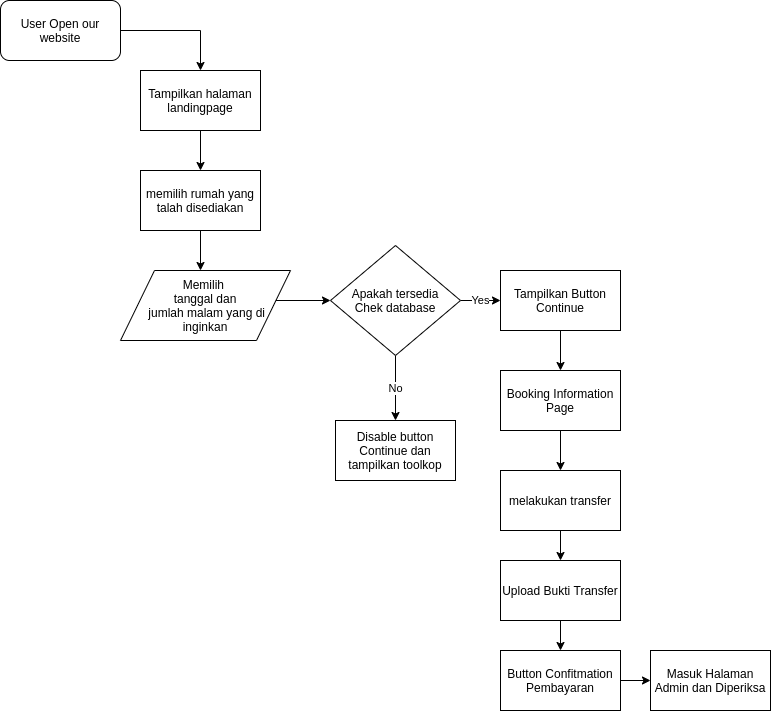 User Open our
website
Tampilkan halaman
landingpage
memilih rumah yang
talah disediakan
Memilih
tanggal dan
jumlah malam yang di
inginkan
Apakah tersedia
Chek database
Yes
Tampilkan Button
Continue
No
Disable button
Continue dan
tampilkan toolkop
Booking Information
Page
melakukan transfer
Upload Bukti Transfer
Button Confitmation
Pembayaran
Masuk Halaman
Admin dan Diperiksa